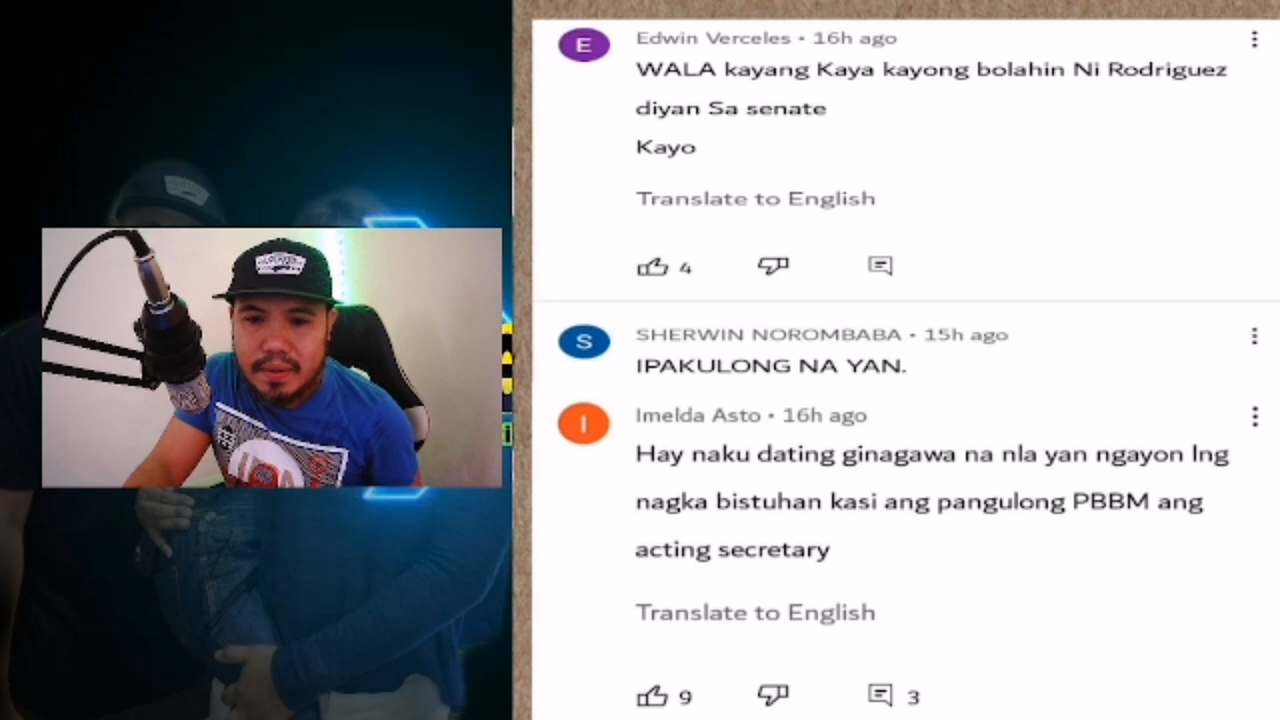 Edwin Verceles • 16h ago
WALA kayang Kaya kayong bolahin Ni Rodriguez
diyan Sa senate
Kayo
Translate to English
4
SHERWIN NOROMBABA • 15h ago
IPAKULONG NA YAN.
Imelda Asto • 16h ago
Hay naku dating ginagawa na nla yan ngayon lng
nagka bistuhan kasi ang pangulong PBBM ang
acting secretary
Translate to English
9
3